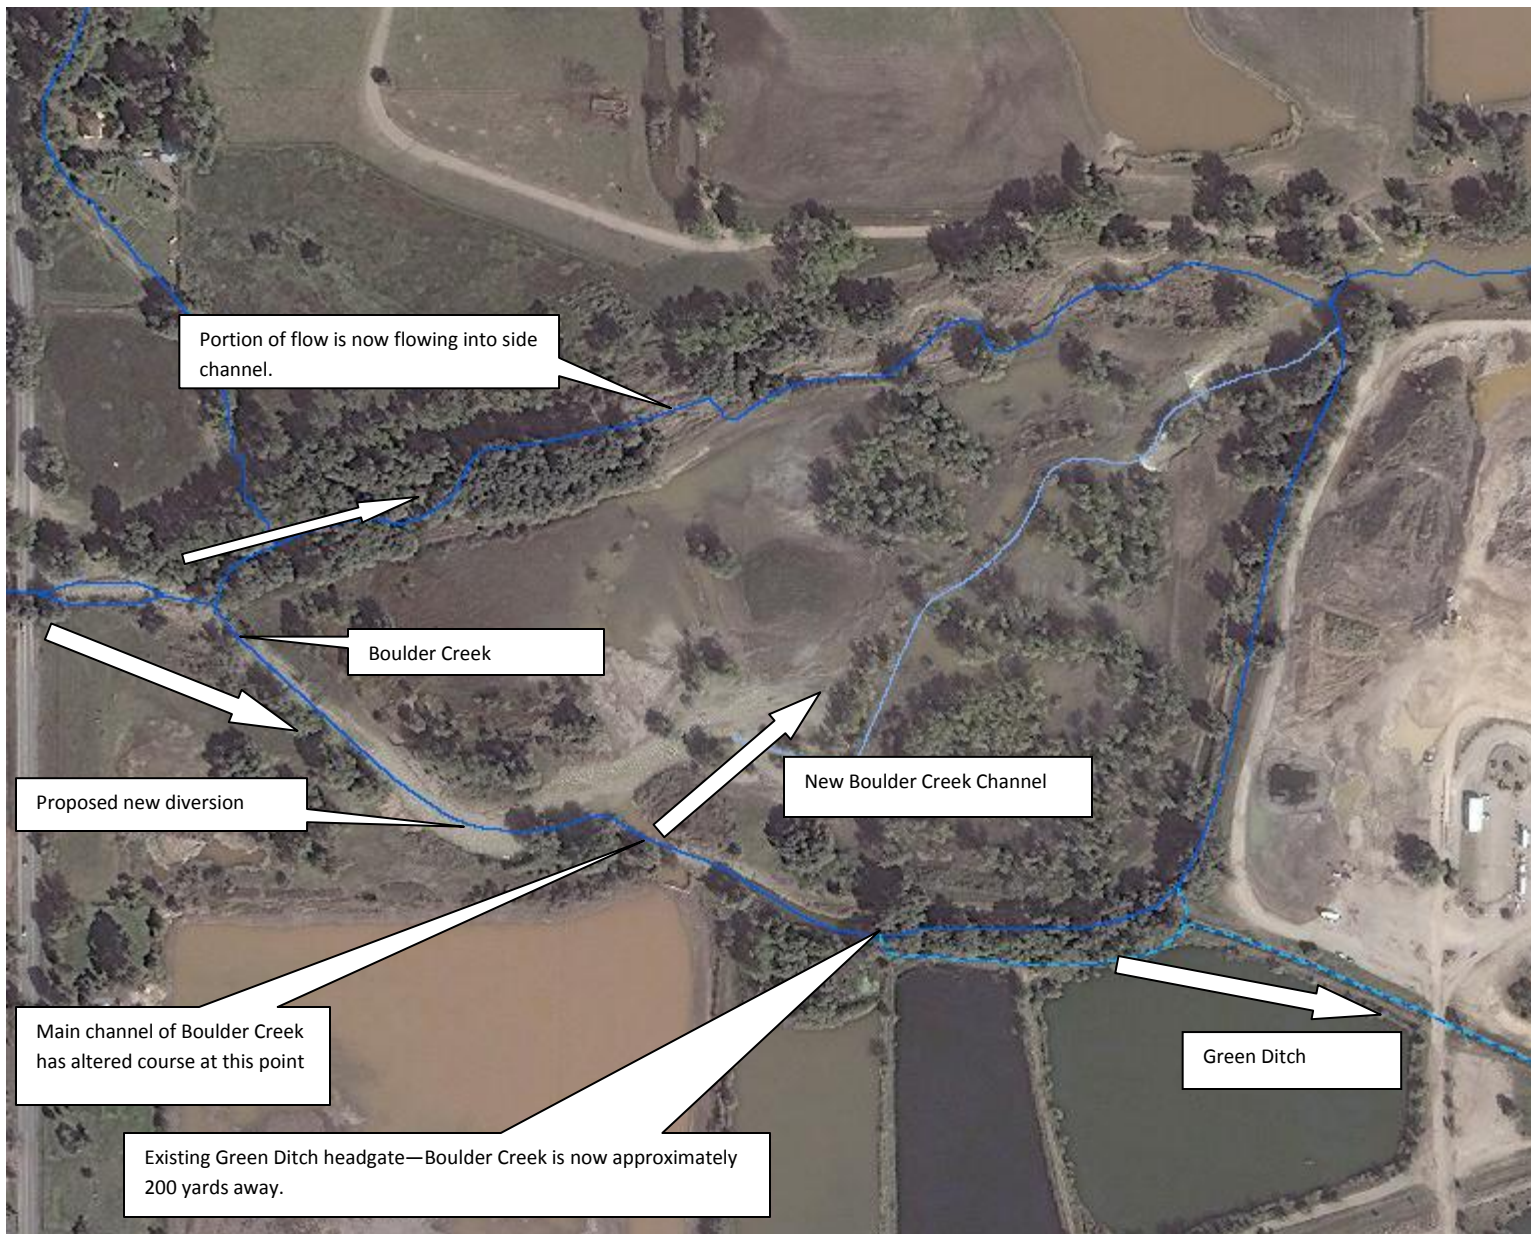 Portion of flow is now flowing into side
channel.
Boulder Creek
New Boulder Creek Channel
Proposed new diversion
Main channel of Boulder Creek
has altered course at this point
Green Ditch
Existing Green Ditch headgate—Boulder Creek is now approximately
200 yards away.